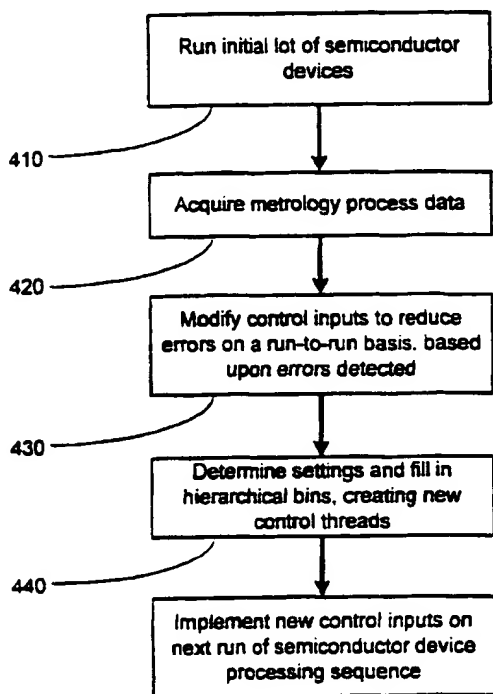 Run initial lot of semiconductor
devices
410
Acquire metrology process data
420
Modify control inputs to reduce
errors on a run-to-run basis. based
upon errors detected
430
Determine settings and fill in
hierarchical bins, creating new
control threads
440
Implement new control inputs on
next run of semiconductor device
processing sequence